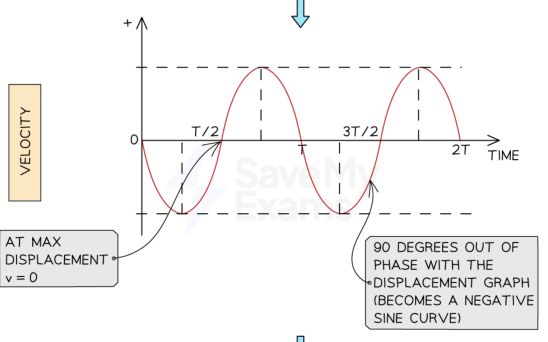 +
VELOCITY
0
T/2
T
3T/2
2T
TIME
Save My
Exams
AT MAX
DISPLACEMENT
v = 0
90 DEGREES OUT OF
PHASE WITH THE
DISPLACEMENT GRAPH
(BECOMES A NEGATIVE
SINE CURVE)